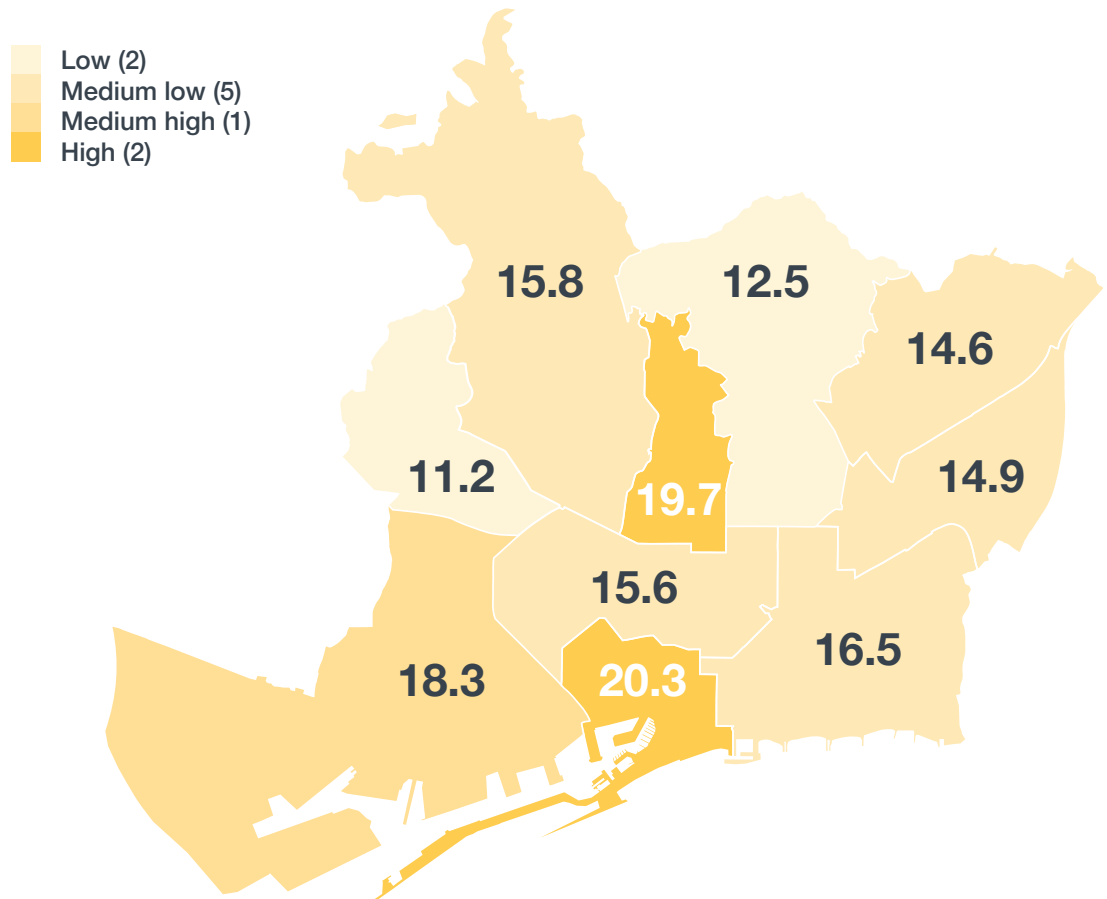 Low (2)
Medium low (5)
Medium high (1)
High (2)
15.8
12.5
14.6
11.2
14.9
19.7
15.6
16.5
18.3
20.3